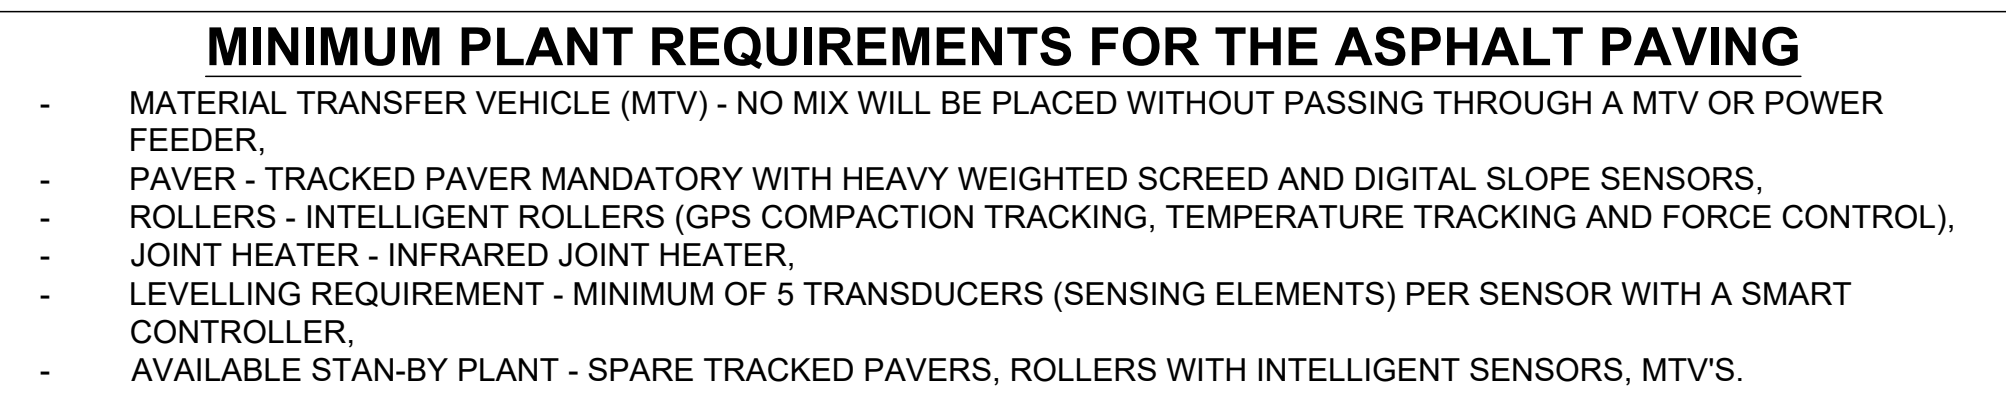 MINIMUM PLANT REQUIREMENTS FOR THE ASPHALT PAVING
- MATERIAL TRANSFER VEHICLE (MTV) - NO MIX WILL BE PLACED WITHOUT PASSING THROUGH A MTV OR POWER
FEEDER,
- PAVER - TRACKED PAVER MANDATORY WITH HEAVY WEIGHTED SCREED AND DIGITAL SLOPE SENSORS,
- ROLLERS - INTELLIGENT ROLLERS (GPS COMPACTION TRACKING, TEMPERATURE TRACKING AND FORCE CONTROL),
- JOINT HEATER - INFRARED JOINT HEATER,
- LEVELLING REQUIREMENT - MINIMUM OF 5 TRANSDUCERS (SENSING ELEMENTS) PER SENSOR WITH A SMART
CONTROLLER,
- AVAILABLE STAN-BY PLANT - SPARE TRACKED PAVERS, ROLLERS WITH INTELLIGENT SENSORS, MTV'S.